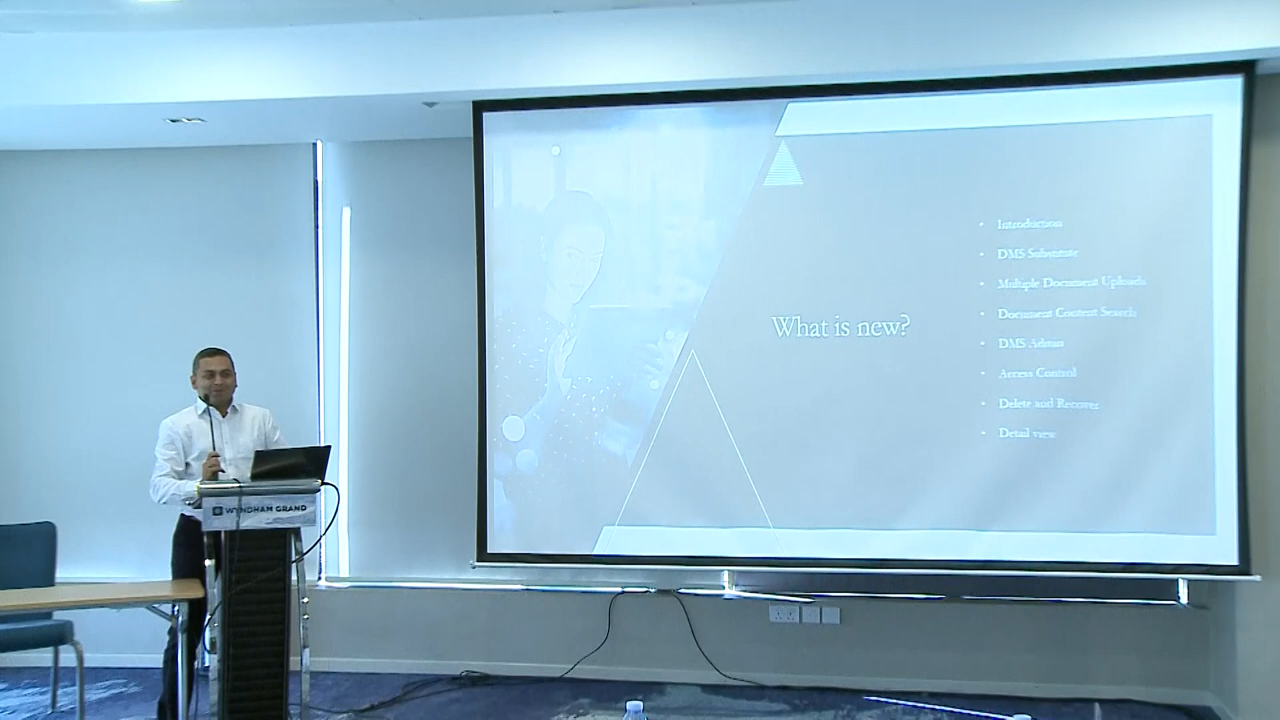 What is new?
Introduction
DMS Substrate
Multiple Document Uploads
Document Content Search
DMS Admin
Access Control
Delete and Recover
Detail view
WYNDHAM GRAND